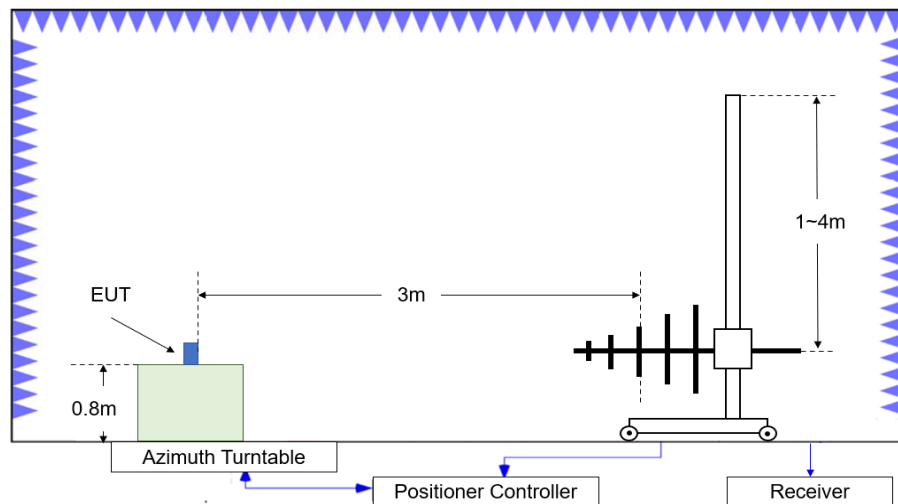 EUT
3m
1~4m
0.8m
Azimuth Turntable
Positioner Controller
Receiver